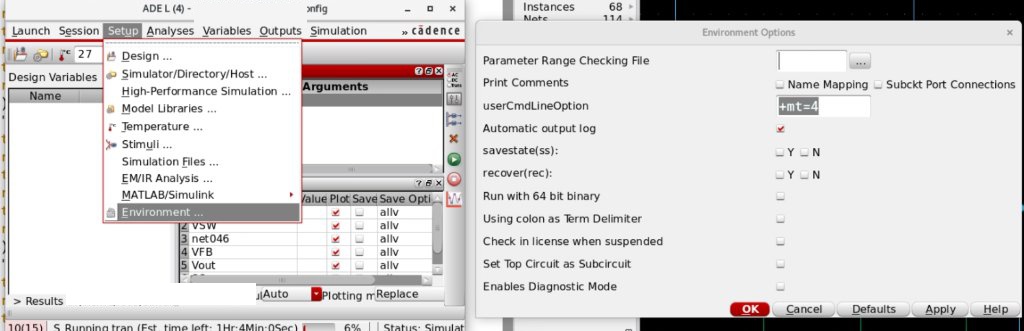 ADE L (4) - onfig
Launch Session Setup Analyses Variables Outputs Simulation » cādence
27
Design Variables
Name
Arguments
AC
DC
Trans
Design ...
Simulator/Directory/Host ...
High-Performance Simulation ...
Model Libraries ...
Temperature ...
Stimuli ...
Simulation Files ...
EM/IR Analysis ...
MATLAB/Simulink
Environment ...
Value Plot Save Save Optio
allv
2 VSW allv
3 net046 allv
4 VFB allv
5 Vout allv
> Results
Auto Plotting m Replace
10(15) S Running tran (Est. time left: 1Hr:4Min:0Sec) 6% Status: Simulat
Instances 68
Nets 114
Environment Options
Parameter Range Checking File ...
Print Comments Name Mapping Subckt Port Connections
userCmdLineOption +mt=4
Automatic output log
savestate(ss): Y N
recover(rec): Y N
Run with 64 bit binary
Using colon as Term Delimiter
Check in license when suspended
Set Top Circuit as Subcircuit
Enables Diagnostic Mode
OK Cancel Defaults Apply Help